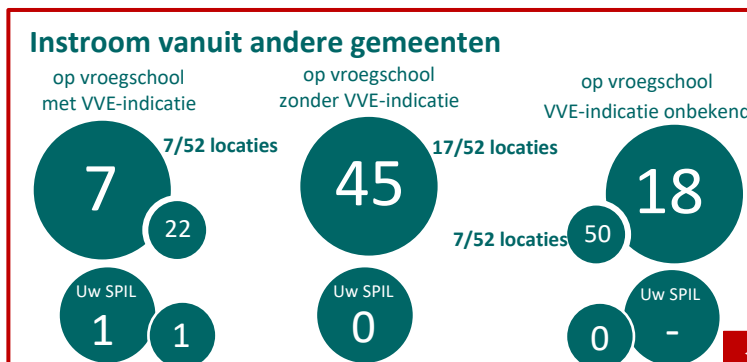 Instroom vanuit andere gemeenten
op vroegschool
met VVE-indicatie
7/52 locaties
7
22
Uw SPIL
1
1
op vroegschool
zonder VVE-indicatie
17/52 locaties
45
Uw SPIL
0
op vroegschool
VVE-indicatie onbekend
18
7/52 locaties
50
Uw SPIL
-
0